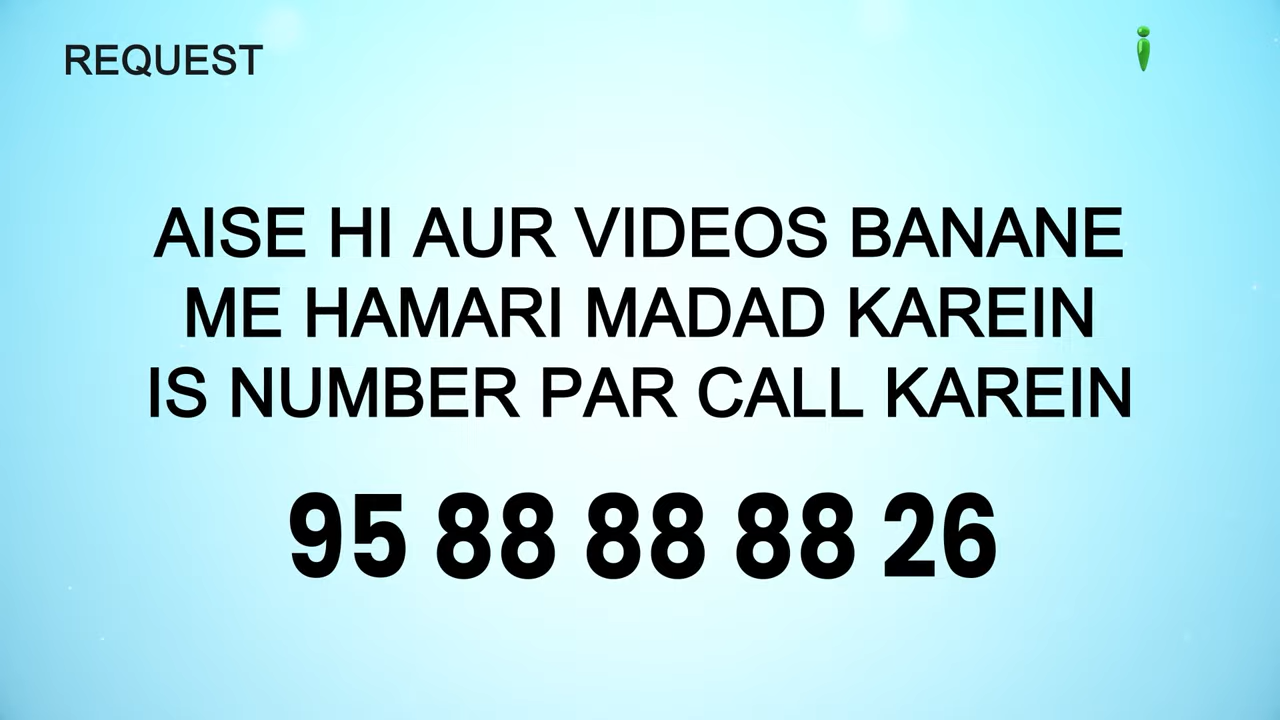 REQUEST
AISE HI AUR VIDEOS BANANE
ME HAMARI MADAD KAREIN
IS NUMBER PAR CALL KAREIN
95 88 88 88 26